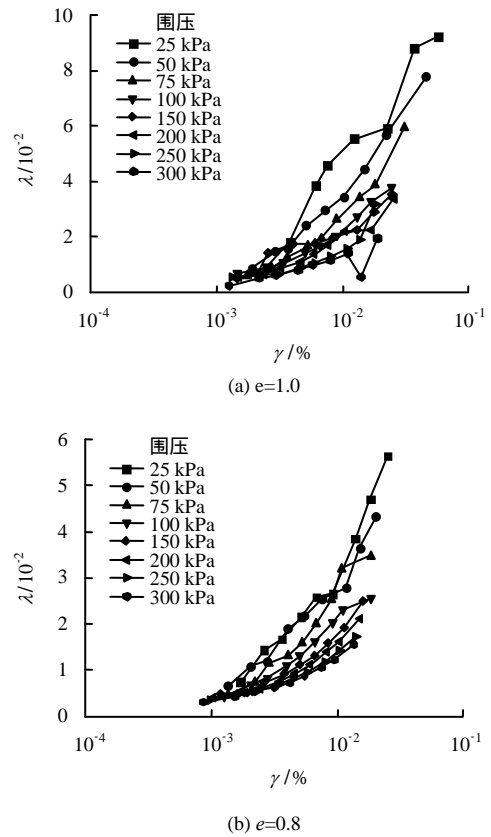 围压
25 kPa
50 kPa
75 kPa
100 kPa
150 kPa
200 kPa
250 kPa
300 kPa
10
8
6
4
2
0
λ/10⁻²
10⁻⁴
10⁻³
10⁻²
10⁻¹
γ /%
(a) e=1.0
围压
25 kPa
50 kPa
75 kPa
100 kPa
150 kPa
200 kPa
250 kPa
300 kPa
6
5
4
3
2
1
0
λ/10⁻²
10⁻⁴
10⁻³
10⁻²
10⁻¹
γ /%
(b) e=0.8